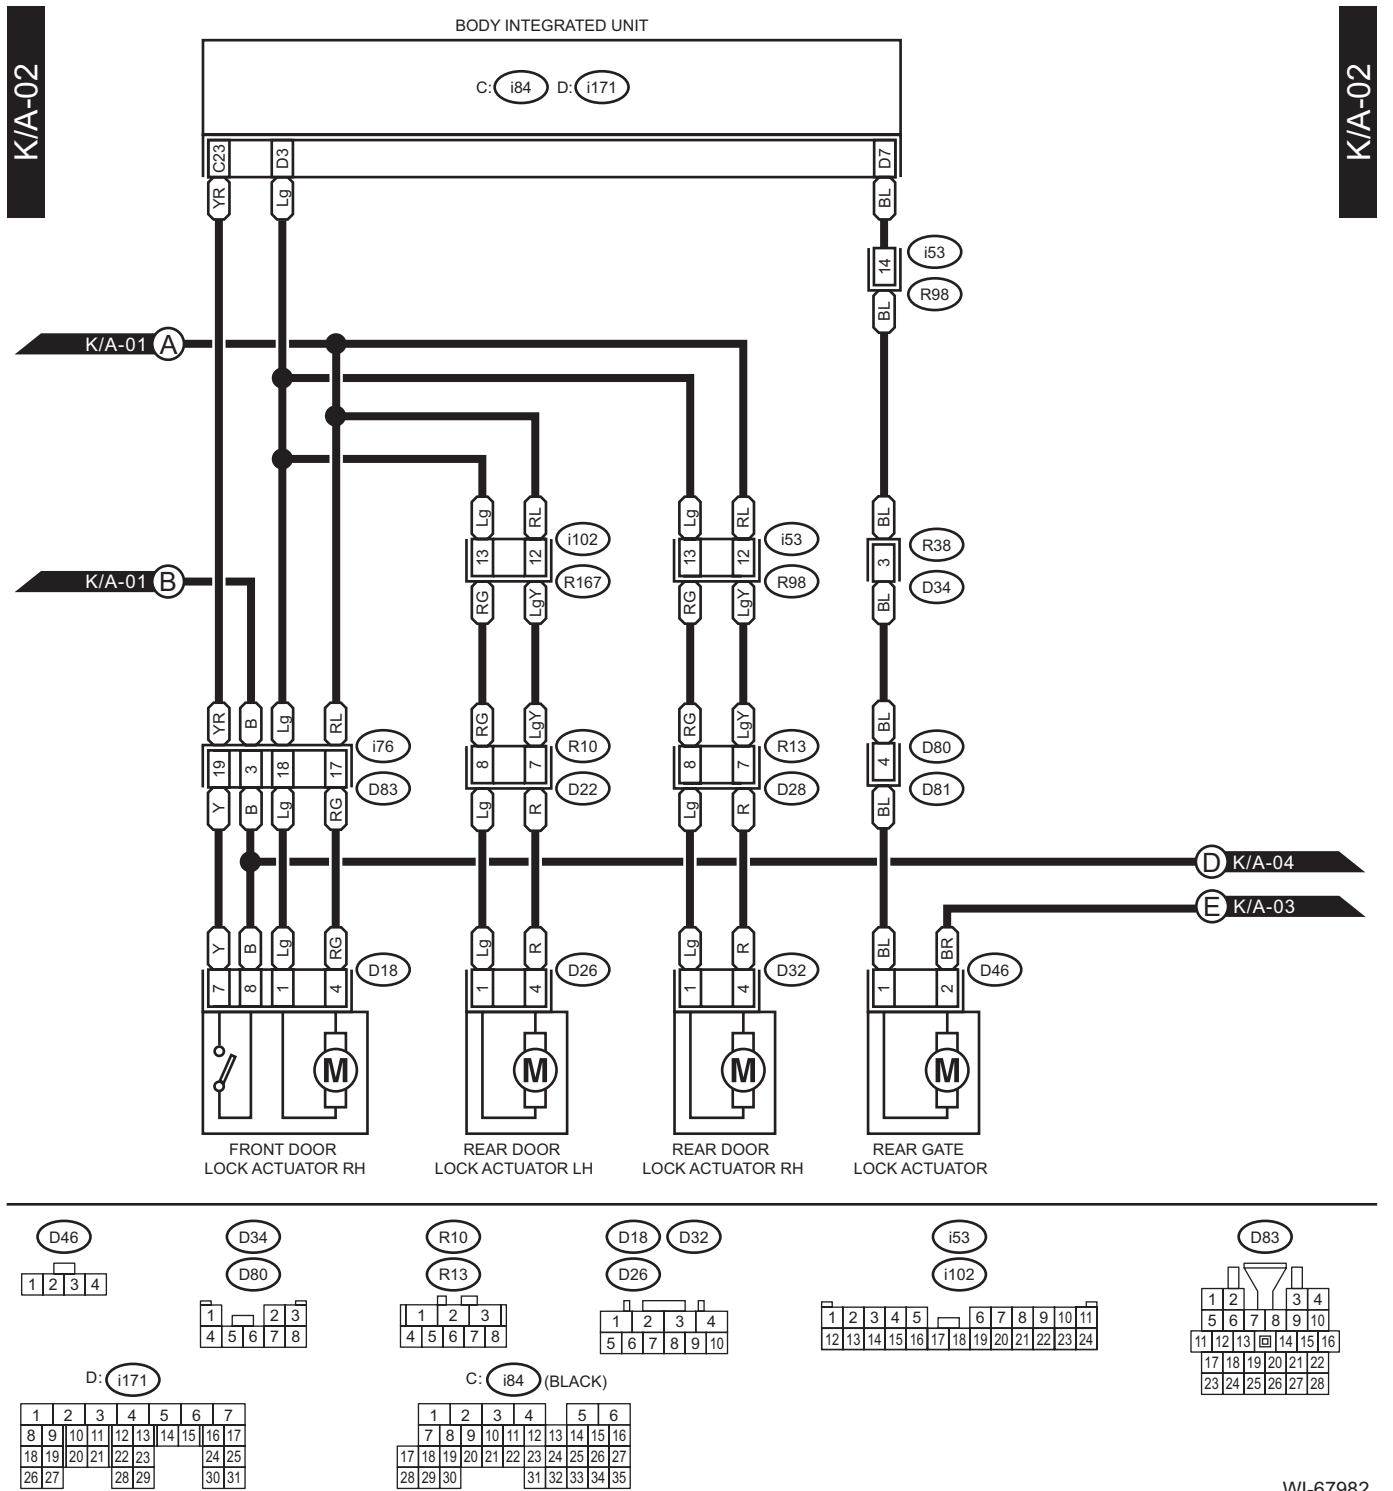 BODY INTEGRATED UNIT
K/A-02
K/A-02
C: i84 D: i171
C23 D3 D7
YR Lg BL
14
i53
R98
BL
K/A-01 A
Lg RL Lg RL BL
13 12 i102 13 12 i53 3 R38
R167 R98 D34
RG LgY RG LgY BL
K/A-01 B
YR B Lg RL RG LgY RG LgY BL
19 3 18 17 i76 8 7 R10 8 7 R13 4 D80
D83 D22 D28 D81
Y B Lg RG Lg R Lg R BL
D K/A-04
E K/A-03
Y B Lg RG Lg R Lg R BL BR
7 8 1 4 D18 1 4 D26 1 4 D32 1 2 D46
M M M M
FRONT DOOR
LOCK ACTUATOR RH
REAR DOOR
LOCK ACTUATOR LH
REAR DOOR
LOCK ACTUATOR RH
REAR GATE
LOCK ACTUATOR
D46
1 2 3 4
D34
D80
1 2 3
4 5 6 7 8
R10
R13
1 2 3
4 5 6 7 8
D18 D32
D26
1 2 3 4
5 6 7 8 9 10
i53
i102
1 2 3 4 5 6 7 8 9 10 11
12 13 14 15 16 17 18 19 20 21 22 23 24
D83
1 2 3 4
5 6 7 8 9 10
11 12 13 14 15 16
17 18 19 20 21 22
23 24 25 26 27 28
D: i171
1 2 3 4 5 6 7
8 9 10 11 12 13 14 15 16 17
18 19 20 21 22 23 24 25
26 27 28 29 30 31
C: i84 (BLACK)
1 2 3 4 5 6
7 8 9 10 11 12 13 14 15 16
17 18 19 20 21 22 23 24 25 26 27
28 29 30 31 32 33 34 35
WI-67982